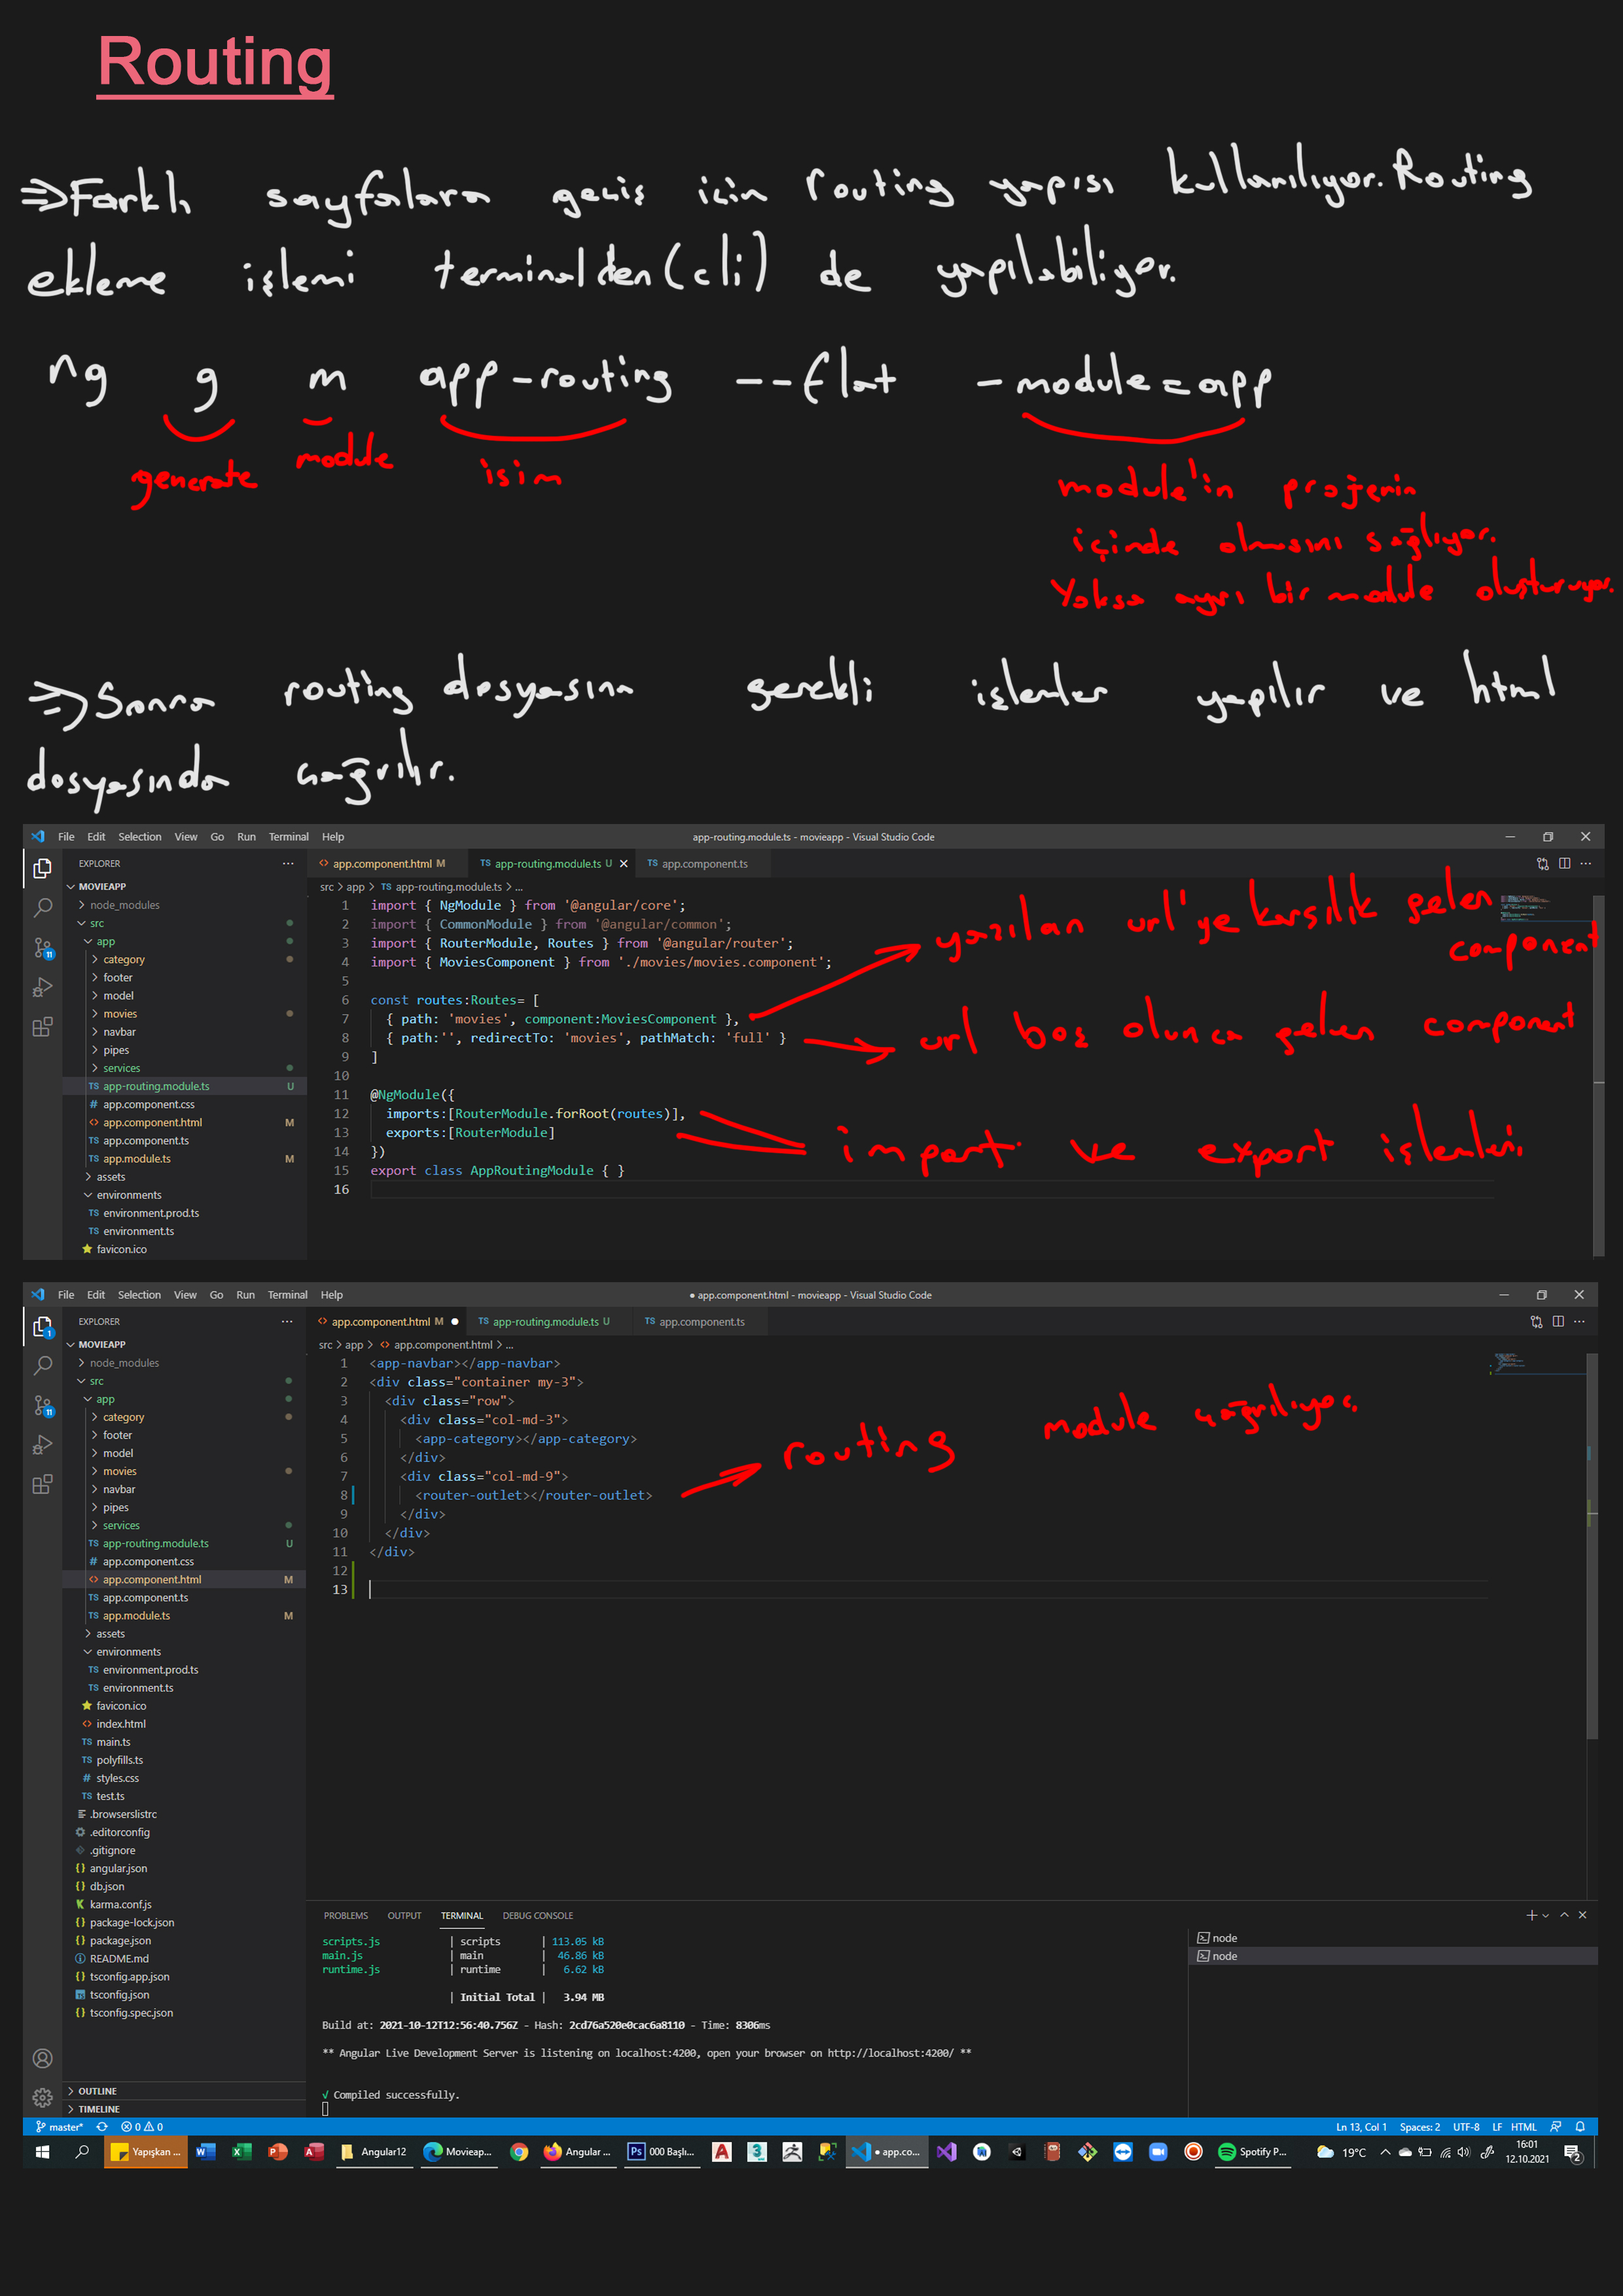 Routing
⇒Farklı sayfalara geçiş için routing yapısı kullanılıyor. Routing
ekleme işlemi terminalden(cli) de yapılabiliyor.
ng g m app-routing --flat -module=app
generate module isim
module'in projenin
içinde olmasını sağlıyor.
Yoksa ayrı bir module oluşturuyor.
⇒Sonra routing dosyasına gerekli işlemler yapılır ve html
dosyasında çağrılır.
File Edit Selection View Go Run Terminal Help
app-routing.module.ts - movieapp - Visual Studio Code
EXPLORER
MOVIEAPP
node_modules
src
app
category
footer
model
movies
navbar
pipes
services
app-routing.module.ts U
app.component.css
app.component.html M
app.component.ts
app.module.ts M
assets
environments
environment.prod.ts
environment.ts
favicon.ico
app.component.html M app-routing.module.ts U app.component.ts
src > app > app-routing.module.ts > ...
1 import { NgModule } from '@angular/core';
2 import { CommonModule } from '@angular/common';
3 import { RouterModule, Routes } from '@angular/router';
4 import { MoviesComponent } from './movies/movies.component';
5
6 const routes:Routes= [
7 { path: 'movies', component:MoviesComponent },
8 { path:'', redirectTo: 'movies', pathMatch: 'full' }
9 ]
10
11 @NgModule({
12 imports:[RouterModule.forRoot(routes)],
13 exports:[RouterModule]
14 })
15 export class AppRoutingModule { }
16
yazılan url'ye karşılık gelen
component
url boş olunca gelen component
import ve export işlemleri
11
File Edit Selection View Go Run Terminal Help
● app.component.html - movieapp - Visual Studio Code
EXPLORER
MOVIEAPP
node_modules
src
app
category
footer
model
movies
navbar
pipes
services
app-routing.module.ts U
app.component.css
app.component.html M
app.component.ts
app.module.ts M
assets
environments
environment.prod.ts
environment.ts
favicon.ico
index.html
main.ts
polyfills.ts
styles.css
test.ts
.browserslistrc
.editorconfig
.gitignore
angular.json
db.json
karma.conf.js
package-lock.json
package.json
README.md
tsconfig.app.json
tsconfig.json
tsconfig.spec.json
OUTLINE
TIMELINE
1
11
app.component.html M ● app-routing.module.ts U app.component.ts
src > app > app.component.html > ...
1 <app-navbar></app-navbar>
2 <div class="container my-3">
3 <div class="row">
4 <div class="col-md-3">
5 <app-category></app-category>
6 </div>
7 <div class="col-md-9">
8 <router-outlet></router-outlet>
9 </div>
10 </div>
11 </div>
12
13
routing module çağrılıyor.
PROBLEMS OUTPUT TERMINAL DEBUG CONSOLE
scripts.js | scripts | 113.05 kB
main.js | main | 46.86 kB
runtime.js | runtime | 6.62 kB
| Initial Total | 3.94 MB
Build at: 2021-10-12T12:56:40.756Z - Hash: 2cd76a520e0cac6a8110 - Time: 8306ms
** Angular Live Development Server is listening on localhost:4200, open your browser on http://localhost:4200/ **
√ Compiled successfully.
node
node
master* 0 0 Ln 13, Col 1 Spaces: 2 UTF-8 LF HTML
Yapışkan ... Angular12 Movieap... Angular ... 000 Başlı... ● app.co... Spotify P... 19°C
16:01
12.10.2021
2